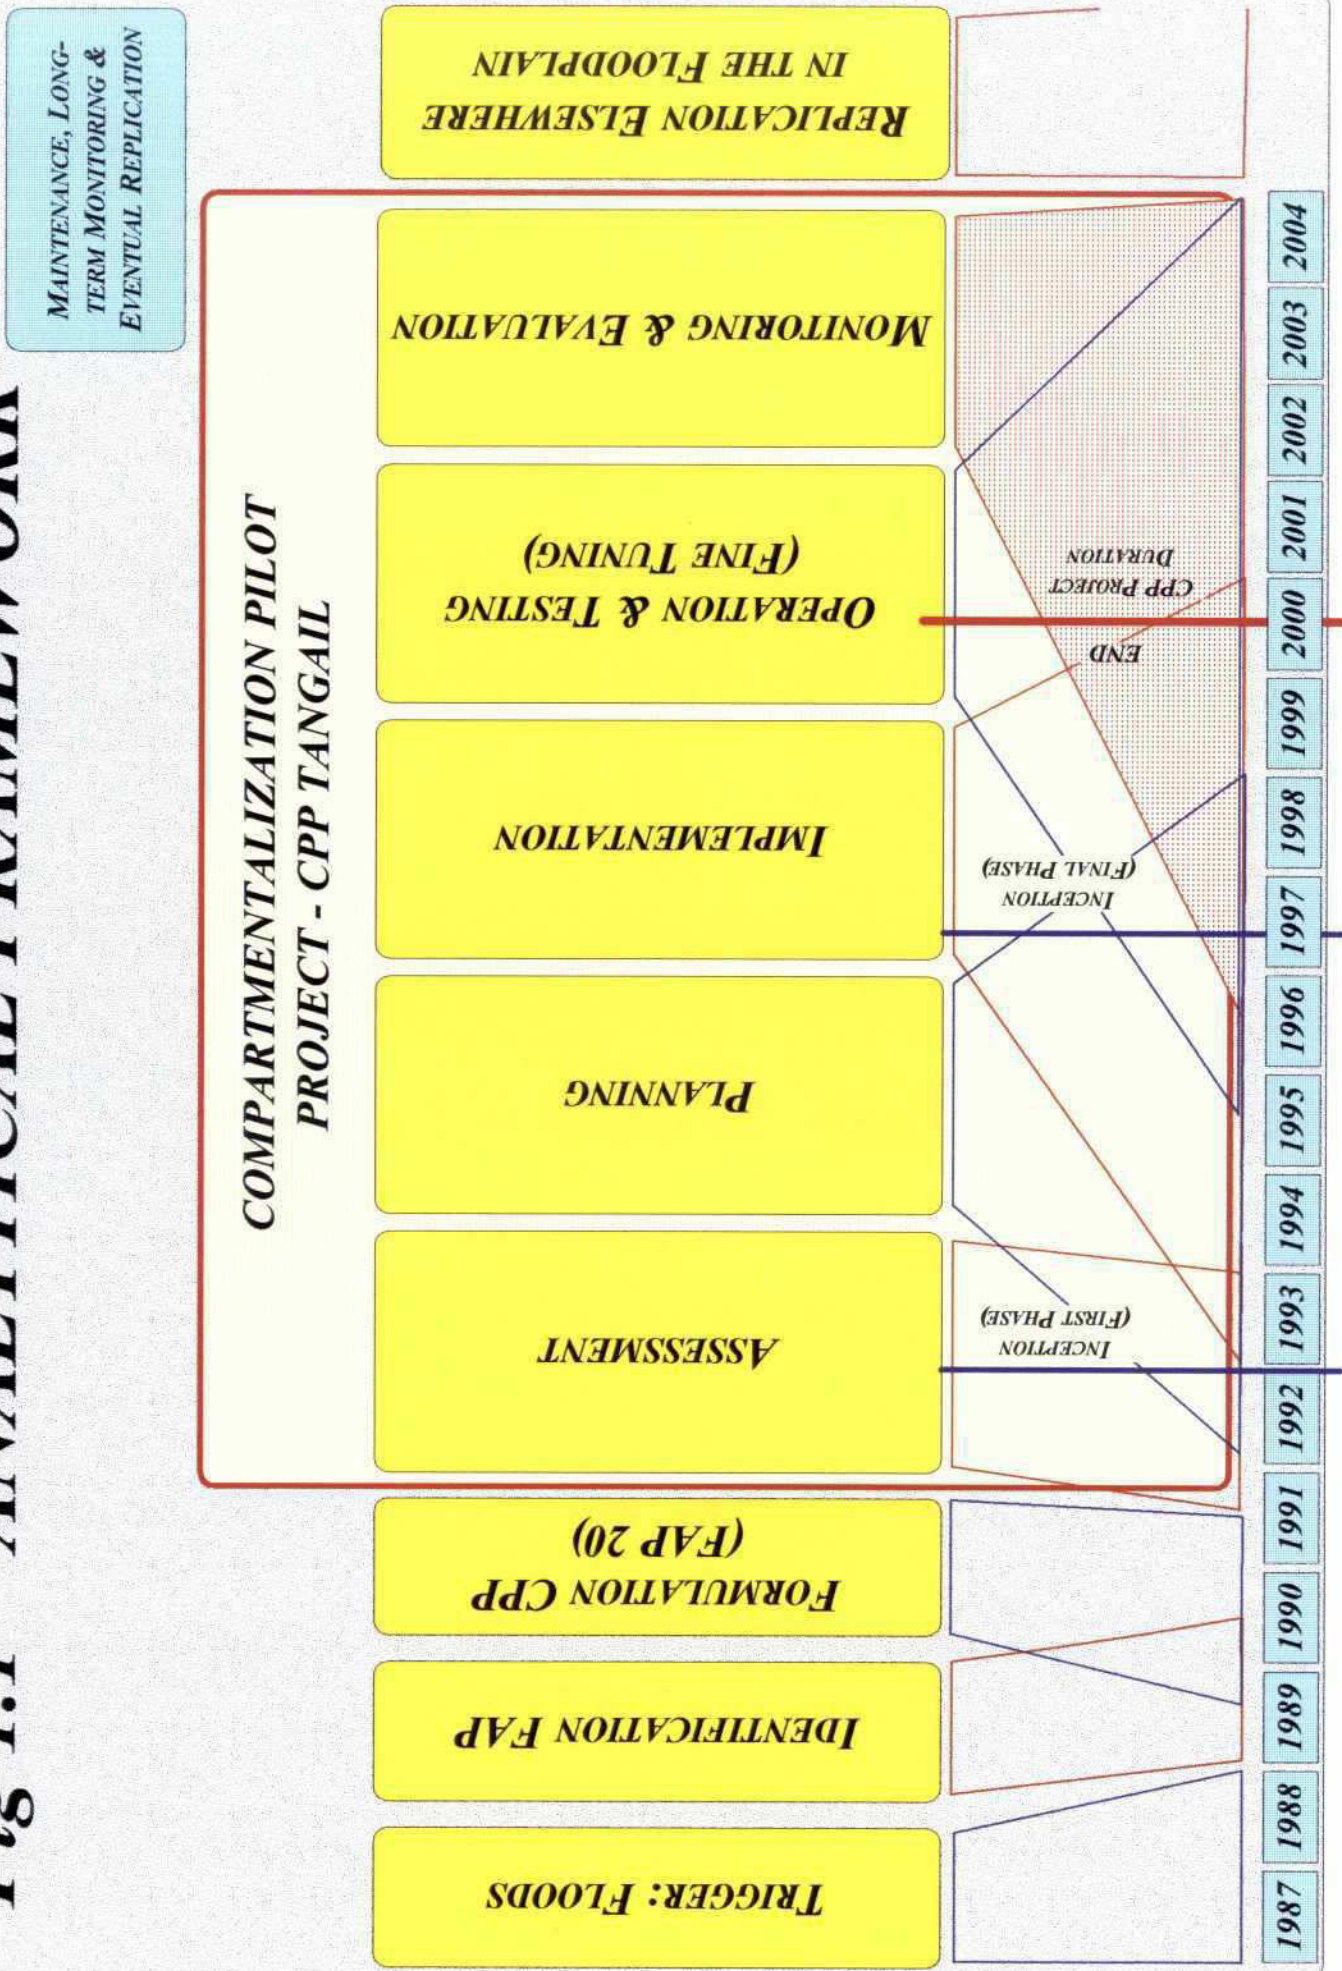 Fig 1.1 ANALYTICAL FRAMEWORK
MAINTENANCE, LONG-
TERM MONITORING &
EVENTUAL REPLICATION
COMPARTMENTALIZATION PILOT
PROJECT - CPP TANGAIL
TRIGGER: FLOODS
IDENTIFICATION FAP
FORMULATION CPP
(FAP 20)
ASSESSMENT
PLANNING
IMPLEMENTATION
OPERATION & TESTING
(FINE TUNING)
MONITORING & EVALUATION
REPLICATION ELSEWHERE
IN THE FLOODPLAIN
INCEPTION
(FIRST PHASE)
INCEPTION
(FINAL PHASE)
END
CPP PROJECT
DURATION
1987
1988
1989
1990
1991
1992
1993
1994
1995
1996
1997
1998
1999
2000
2001
2002
2003
2004